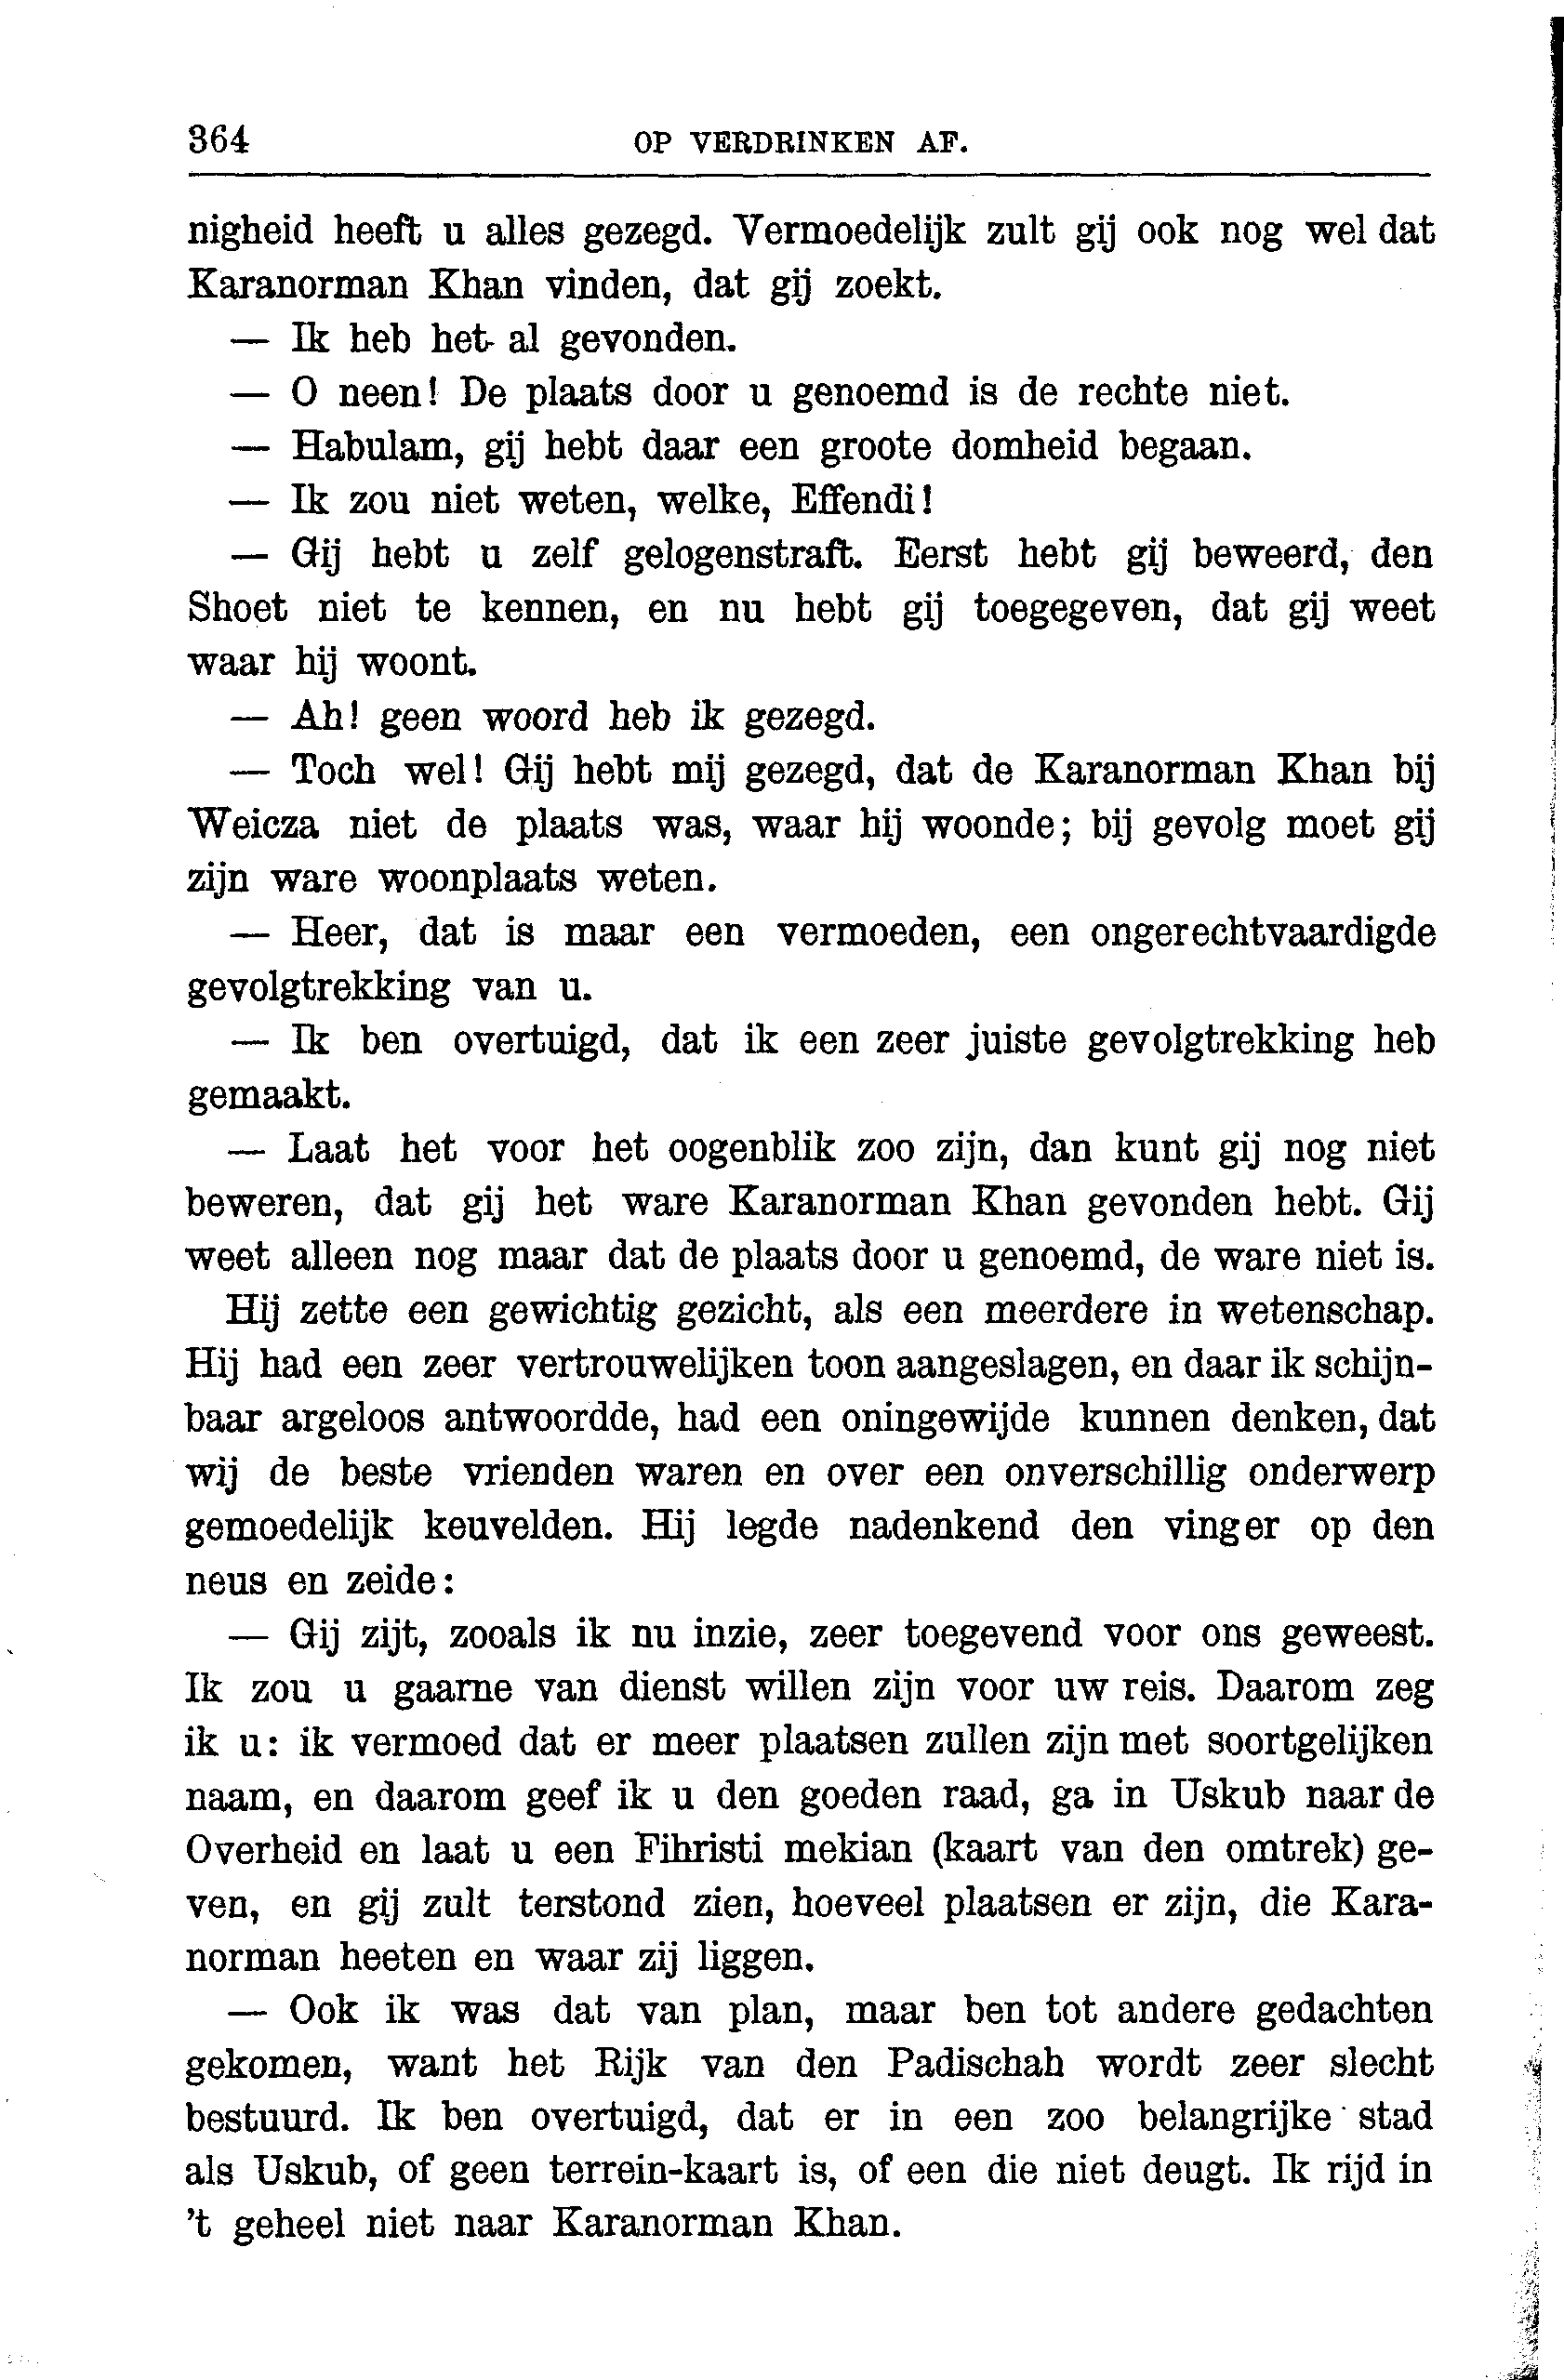 364 OP VERDRINKEN AF.
nigheid heeft u alles gezegd. Vermoedelijk zult gij ook nog wel dat
Karanorman Khan vinden, dat gij zoekt.
— Ik heb het al gevonden.
— O neen! De plaats door u genoemd is de rechte niet.
— Habulam, gij hebt daar een groote domheid begaan.
— Ik zou niet weten, welke, Effendi!
— Gij hebt u zelf gelogenstraft. Eerst hebt gij beweerd, den
Shoet niet te kennen, en nu hebt gij toegegeven, dat gij weet
waar hij woont.
— Ah! geen woord heb ik gezegd.
— Toch wel! Gij hebt mij gezegd, dat de Karanorman Khan bij
Weicza niet de plaats was, waar hij woonde; bij gevolg moet gij
zijn ware woonplaats weten.
— Heer, dat is maar een vermoeden, een ongerechtvaardigde
gevolgtrekking van u.
— Ik ben overtuigd, dat ik een zeer juiste gevolgtrekking heb
gemaakt.
— Laat het voor het oogenblik zoo zijn, dan kunt gij nog niet
beweren, dat gij het ware Karanorman Khan gevonden hebt. Gij
weet alleen nog maar dat de plaats door u genoemd, de ware niet is.
Hij zette een gewichtig gezicht, als een meerdere in wetenschap.
Hij had een zeer vertrouwelijken toon aangeslagen, en daar ik schijn-
baar argeloos antwoordde, had een oningewijde kunnen denken, dat
wij de beste vrienden waren en over een onverschillig onderwerp
gemoedelijk keuvelden. Hij legde nadenkend den vinger op den
neus en zeide:
— Gij zijt, zooals ik nu inzie, zeer toegevend voor ons geweest.
Ik zou u gaarne van dienst willen zijn voor uw reis. Daarom zeg
ik u: ik vermoed dat er meer plaatsen zullen zijn met soortgelijken
naam, en daarom geef ik u den goeden raad, ga in Uskub naar de
Overheid en laat u een Fihristi mekian (kaart van den omtrek) ge-
ven, en gij zult terstond zien, hoeveel plaatsen er zijn, die Kara-
norman heeten en waar zij liggen.
— Ook ik was dat van plan, maar ben tot andere gedachten
gekomen, want het Rijk van den Padischah wordt zeer slecht
bestuurd. Ik ben overtuigd, dat er in een zoo belangrijke stad
als Uskub, of geen terrein-kaart is, of een die niet deugt. Ik rijd in
't geheel niet naar Karanorman Khan.